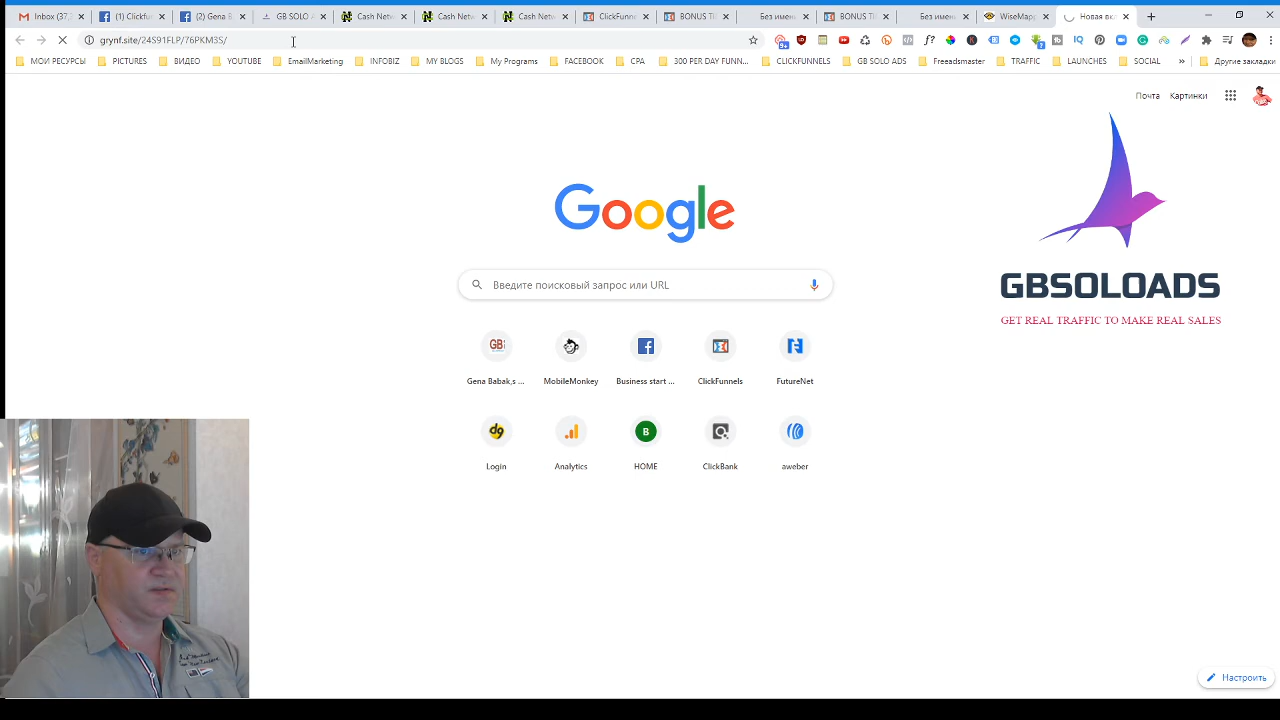 Inbox (37,
(1) Clickfu
(2) Gena B
GB SOLO A
Cash Netw
Cash Netw
Cash Netw
ClickFunne
BONUS TI
Без имен
BONUS TI
Без имен
WiseMapp
Новая вкл
grynf.site/24S91FLP/76PKM3S/
МОИ РЕСУРСЫ
PICTURES
ВИДЕО
YOUTUBE
EmailMarketing
INFOBIZ
MY BLOGS
My Programs
FACEBOOK
CPA
300 PER DAY FUNN...
CLICKFUNNELS
GB SOLO ADS
Freeadsmaster
TRAFFIC
LAUNCHES
SOCIAL
»
Другие закладки
Почта
Картинки
Google
GBSOLOADS
GET REAL TRAFFIC TO MAKE REAL SALES
Введите поисковый запрос или URL
Gena Babak,s ...
MobileMonkey
Business start ...
ClickFunnels
FutureNet
B
Login
Analytics
HOME
ClickBank
aweber
Настроить